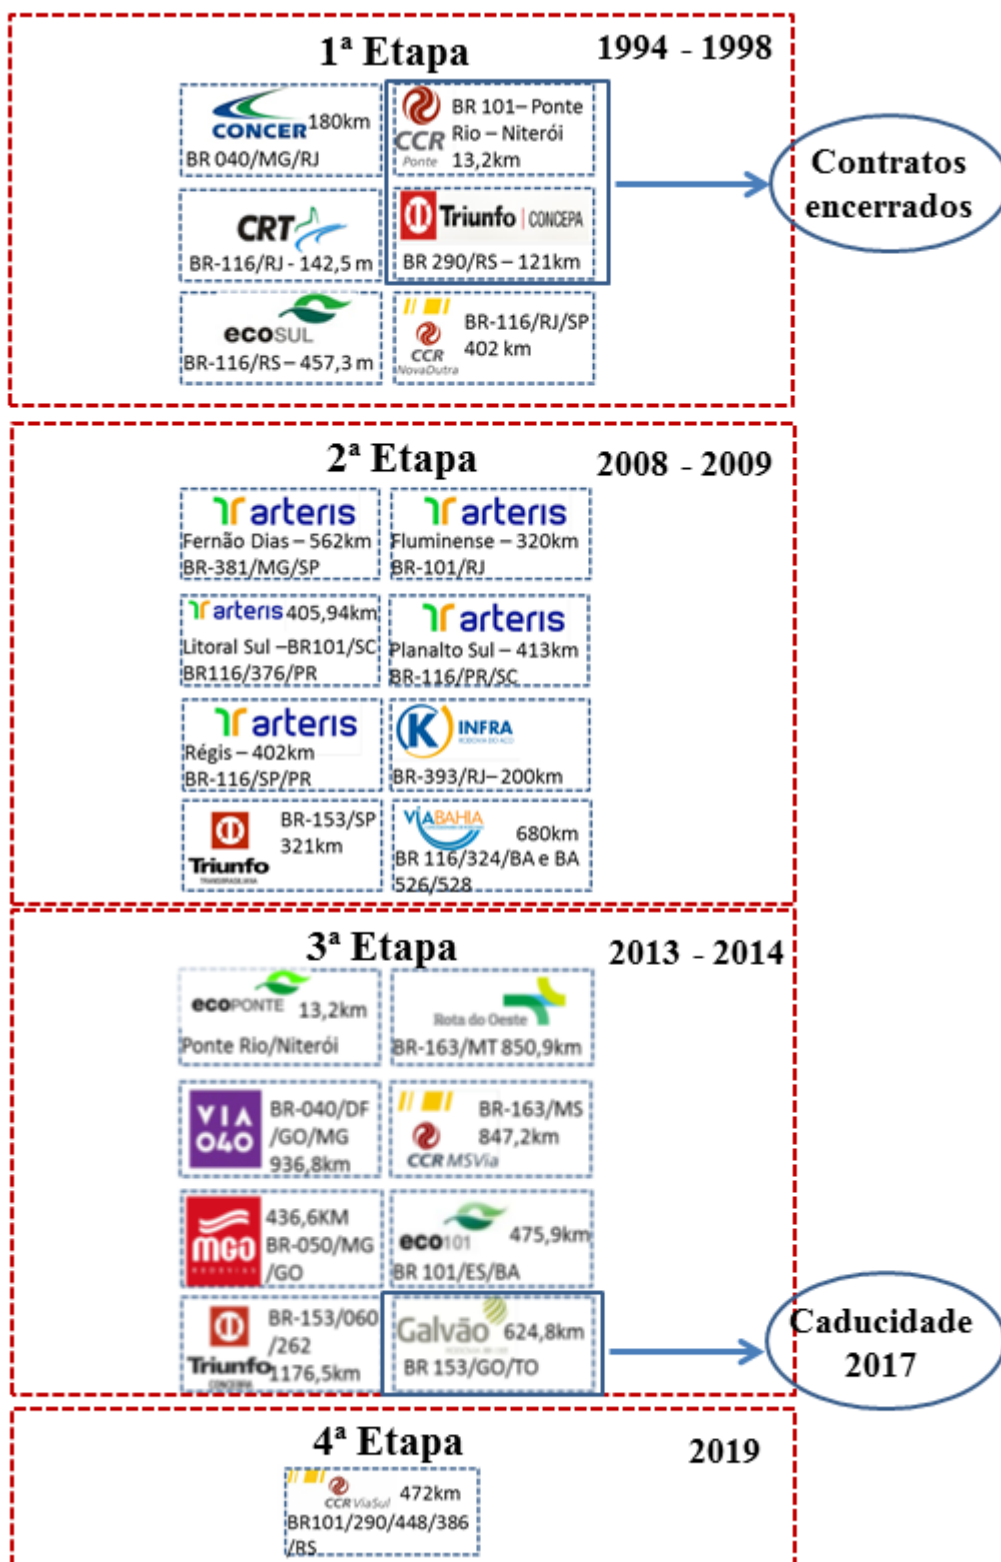 1ª Etapa
1994 - 1998
CONCER 180km
BR 040/MG/RJ
CCR
Ponte
BR 101– Ponte
Rio – Niterói
13,2km
Contratos
encerrados
CRT
BR-116/RJ - 142,5 m
Triunfo | CONCEPA
BR 290/RS – 121km
ecosul
BR-116/RS – 457,3 m
CCR
NovaDutra
BR-116/RJ/SP
402 km
2ª Etapa
2008 - 2009
arteris
Fernão Dias – 562km
BR-381/MG/SP
arteris
Fluminense – 320km
BR-101/RJ
arteris 405,94km
Litoral Sul –BR101/SC
BR116/376/PR
arteris
Planalto Sul – 413km
BR-116/PR/SC
arteris
Régis – 402km
BR-116/SP/PR
K INFRA
RODOVIA DO AÇO
BR-393/RJ– 200km
Triunfo
TRANSBRASILIANA
BR-153/SP
321km
VIABAHIA
680km
BR 116/324/BA e BA
526/528
3ª Etapa
2013 - 2014
ecoPONTE 13,2km
Ponte Rio/Niterói
Rota do Oeste
BR-163/MT 850,9km
VIA
040
BR-040/DF
/GO/MG
936,8km
CCR MSVia
BR-163/MS
847,2km
MGO
RODOVIAS
436,6KM
BR-050/MG
/GO
eco101
475,9km
BR 101/ES/BA
Triunfo
CONCEBRA
BR-153/060
/262
1176,5km
Galvão 624,8km
BR 153/GO/TO
Caducidade
2017
4ª Etapa
2019
CCR ViaSul 472km
BR101/290/448/386
/RS